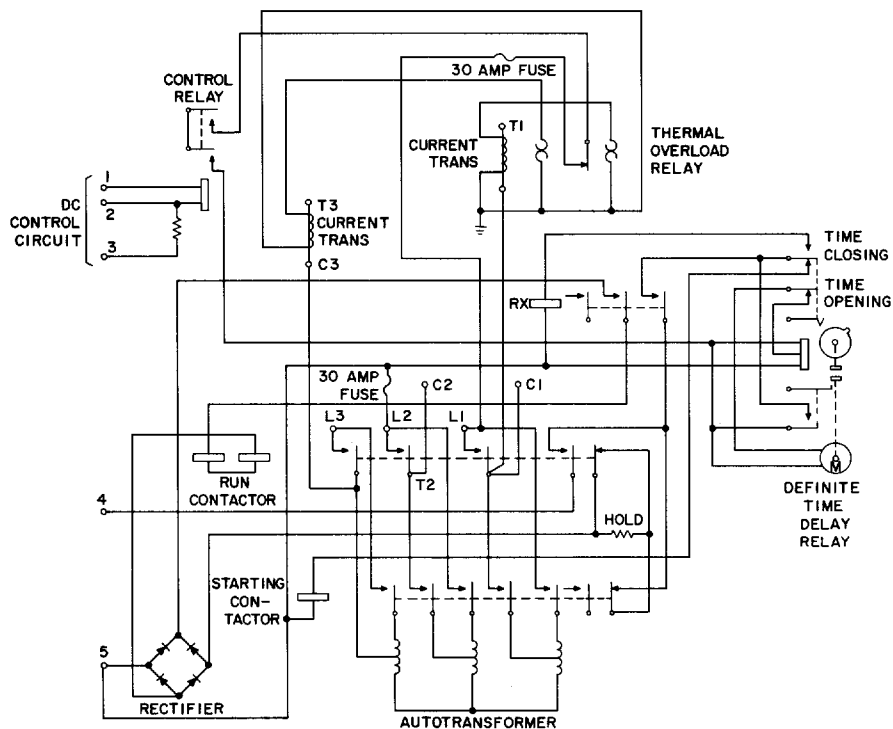 30 AMP FUSE
CONTROL
RELAY
T1
CURRENT
TRANS
THERMAL
OVERLOAD
RELAY
1
2
3
DC
CONTROL
CIRCUIT
T3
CURRENT
TRANS
C3
TIME
CLOSING
TIME
OPENING
RX
30 AMP
FUSE
C2
C1
L3
L2
L1
T2
RUN
CONTACTOR
M
DEFINITE
TIME
DELAY
RELAY
4
HOLD
STARTING
CON-
TACTOR
5
RECTIFIER
AUTOTRANSFORMER